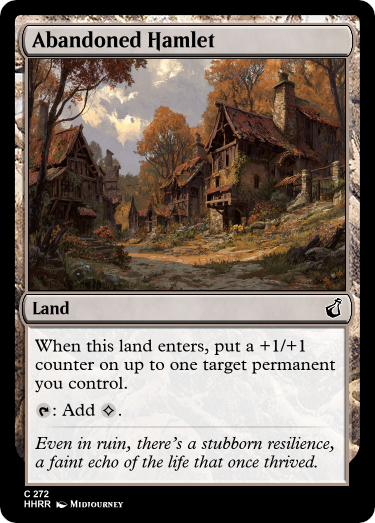 Abandoned Hamlet
Land
When this land enters, put a +1/+1
counter on up to one target permanent
you control.
: Add .
Even in ruin, there's a stubborn resilience,
a faint echo of the life that once thrived.
C 272
HHRR Midjourney